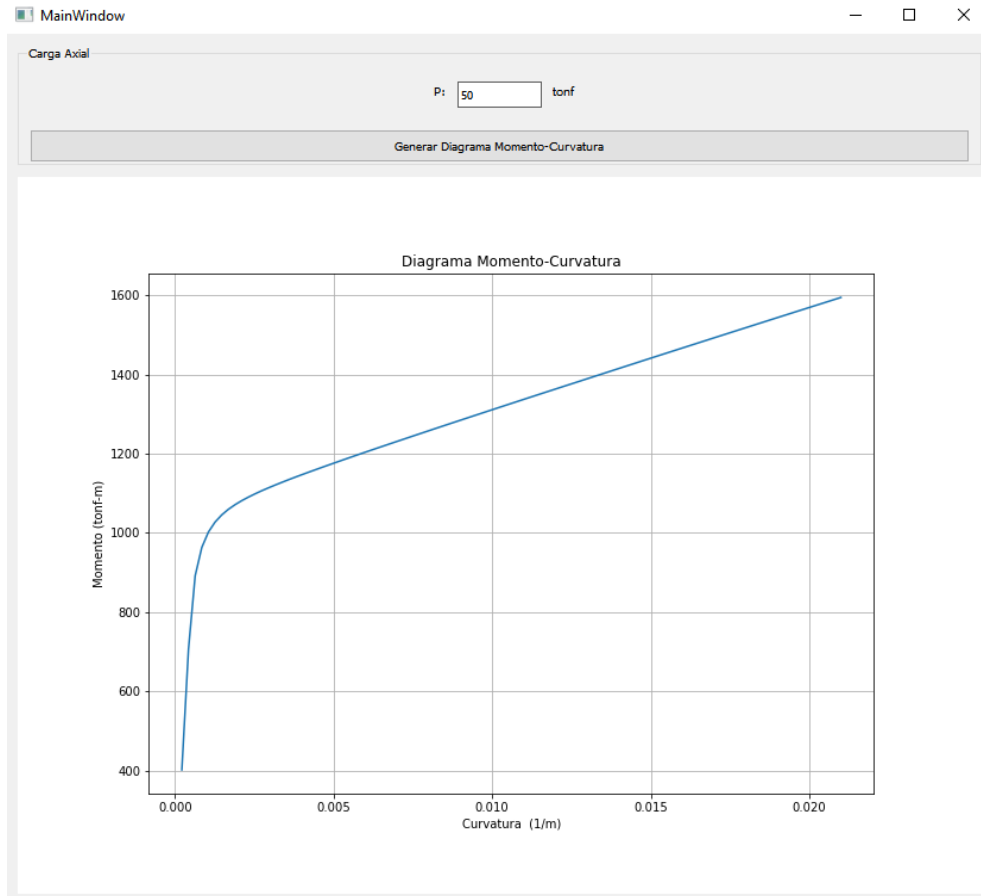 MainWindow
Carga Axial
P: 50 tonf
Generar Diagrama Momento-Curvatura
Diagrama Momento-Curvatura
1600
1400
1200
1000
800
600
400
Momento (tonf-m)
0.000 0.005 0.010 0.015 0.020
Curvatura (1/m)